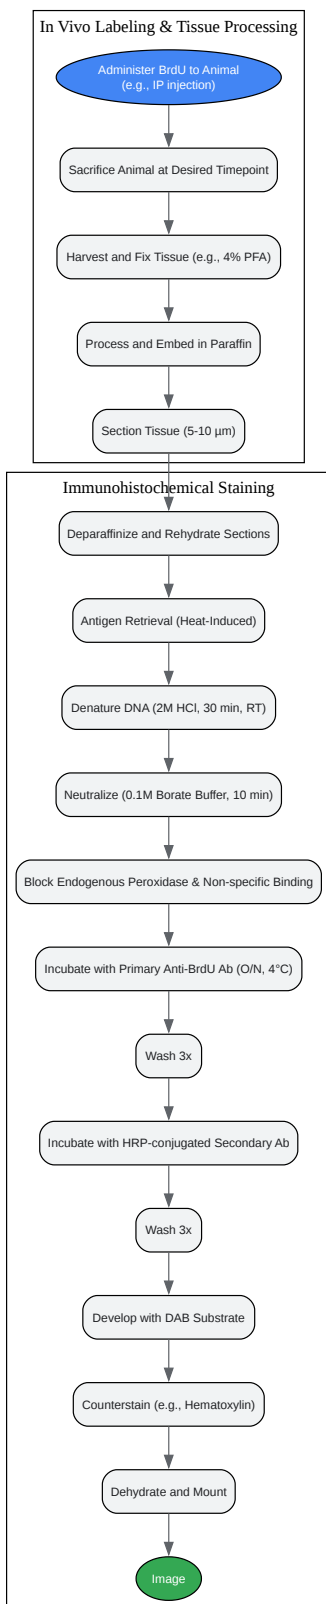 In Vivo Labeling & Tissue Processing
Administer BrdU to Animal
(e.g., IP injection)
Sacrifice Animal at Desired Timepoint
Harvest and Fix Tissue (e.g., 4% PFA)
Process and Embed in Paraffin
Section Tissue (5-10 µm)
Immunohistochemical Staining
Deparaffinize and Rehydrate Sections
Antigen Retrieval (Heat-Induced)
Denature DNA (2M HCl, 30 min, RT)
Neutralize (0.1M Borate Buffer, 10 min)
Block Endogenous Peroxidase & Non-specific Binding
Incubate with Primary Anti-BrdU Ab (O/N, 4°C)
Wash 3x
Incubate with HRP-conjugated Secondary Ab
Wash 3x
Develop with DAB Substrate
Counterstain (e.g., Hematoxylin)
Dehydrate and Mount
Image